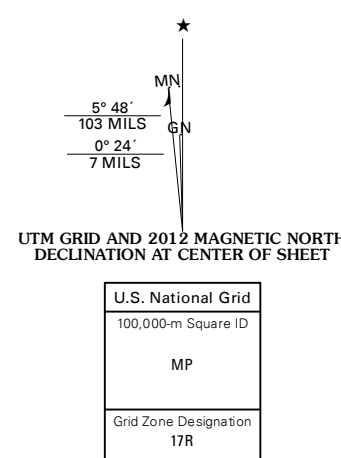 ★
MN
5° 48´
103 MILS
GN
0° 24´
7 MILS
UTM GRID AND 2012 MAGNETIC NORTH
DECLINATION AT CENTER OF SHEET
U.S. National Grid
100,000-m Square ID
MP
Grid Zone Designation
17R